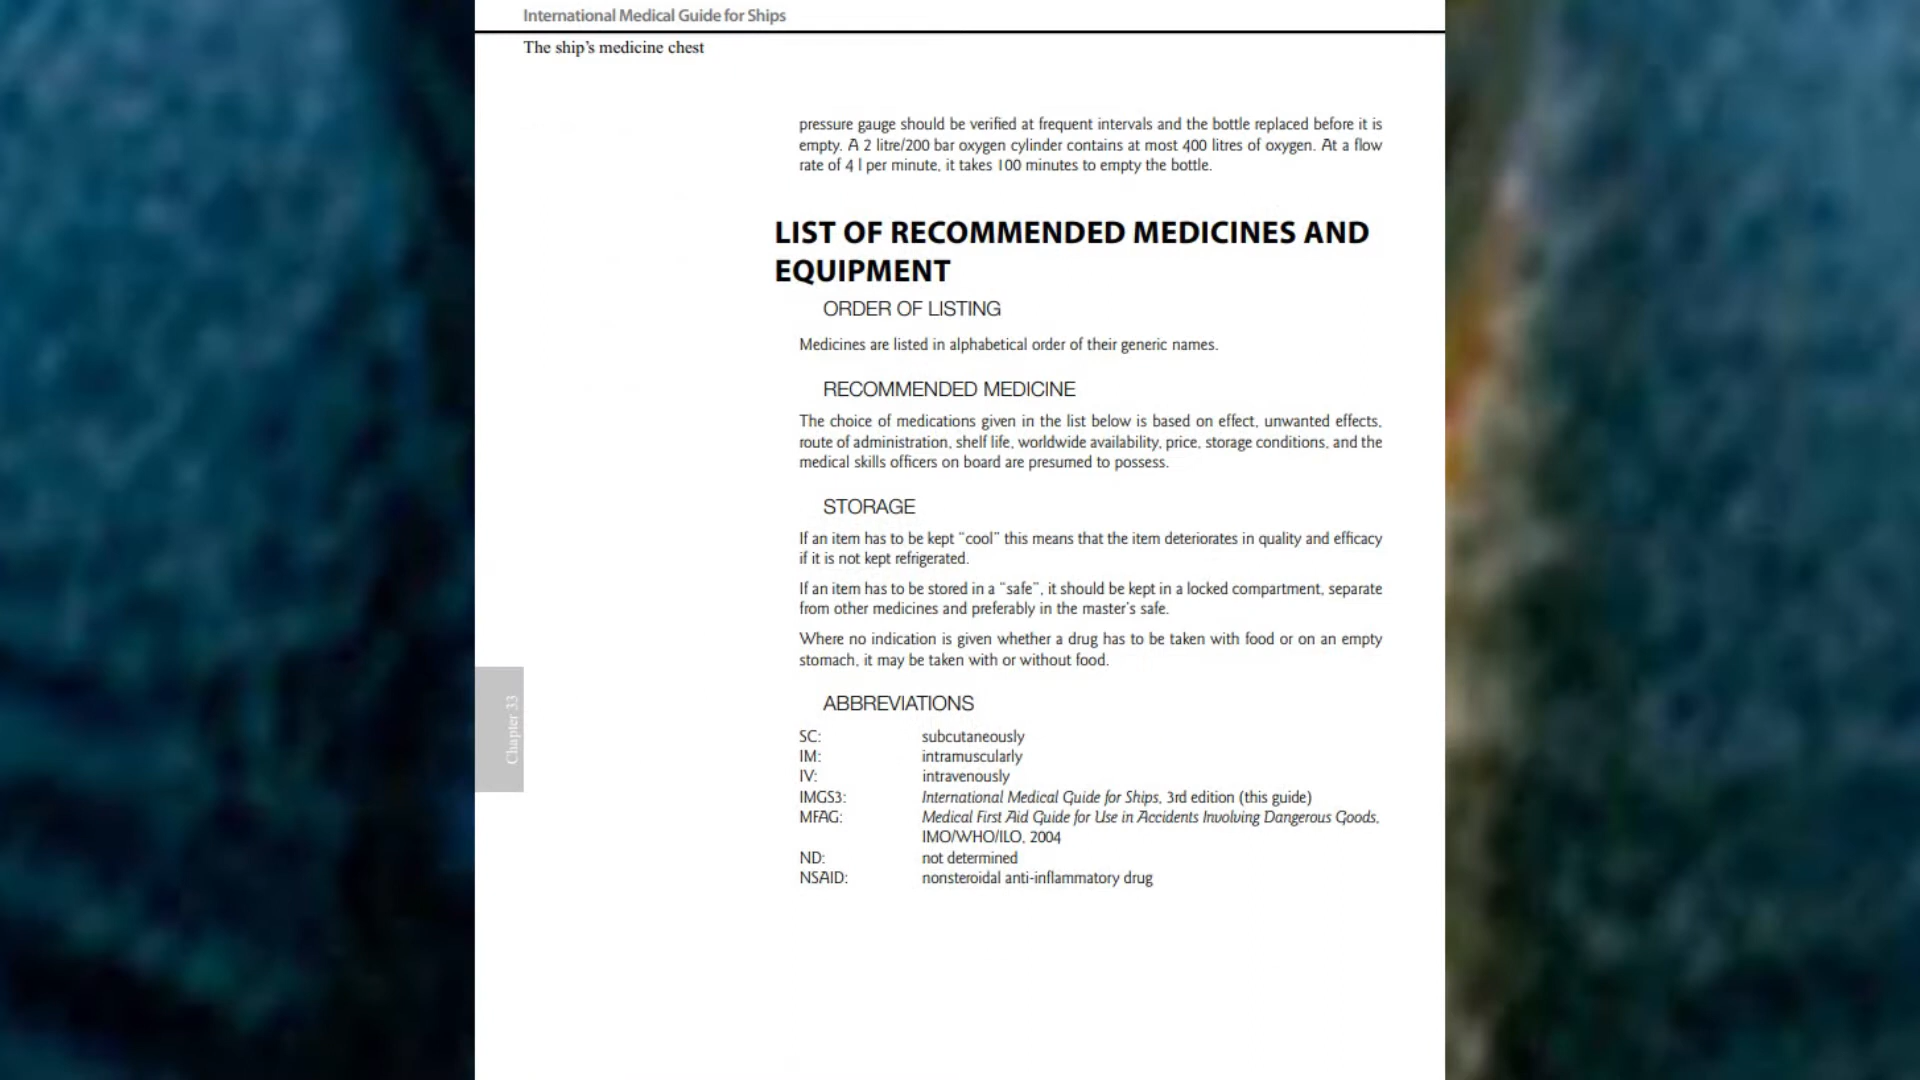 International Medical Guide for Ships
The ship's medicine chest
pressure gauge should be verified at frequent intervals and the bottle replaced before it is
empty. A 2 litre/200 bar oxygen cylinder contains at most 400 litres of oxygen. At a flow
rate of 4 l per minute, it takes 100 minutes to empty the bottle.
LIST OF RECOMMENDED MEDICINES AND
EQUIPMENT
ORDER OF LISTING
Medicines are listed in alphabetical order of their generic names.
RECOMMENDED MEDICINE
The choice of medications given in the list below is based on effect, unwanted effects,
route of administration, shelf life, worldwide availability, price, storage conditions, and the
medical skills officers on board are presumed to possess.
STORAGE
If an item has to be kept "cool" this means that the item deteriorates in quality and efficacy
if it is not kept refrigerated.
If an item has to be stored in a "safe", it should be kept in a locked compartment, separate
from other medicines and preferably in the master's safe.
Where no indication is given whether a drug has to be taken with food or on an empty
stomach, it may be taken with or without food.
Chapter 33
ABBREVIATIONS
SC: subcutaneously
IM: intramuscularly
IV: intravenously
IMGS3: International Medical Guide for Ships, 3rd edition (this guide)
MFAG: Medical First Aid Guide for Use in Accidents Involving Dangerous Goods,
IMO/WHO/ILO, 2004
ND: not determined
NSAID: nonsteroidal anti-inflammatory drug